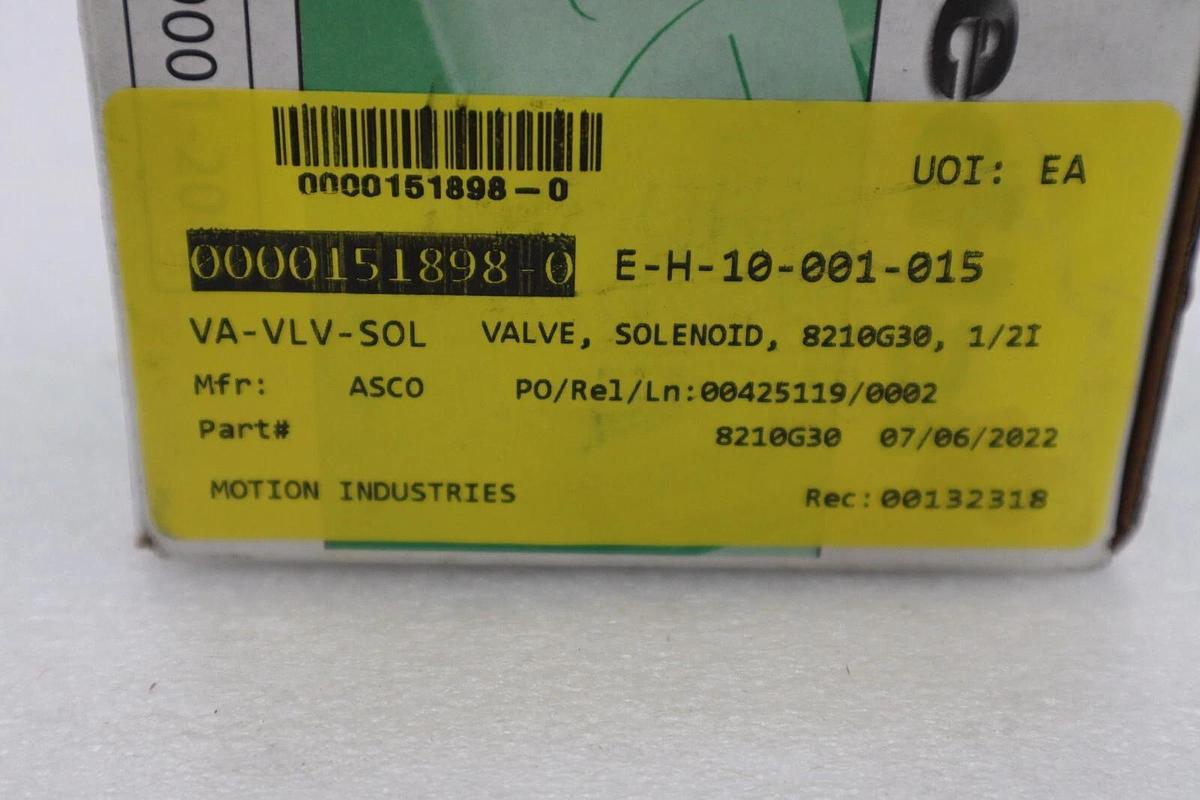 0000151898-0
UOI: EA
0000151898-0 E-H-10-001-015
VA-VLV-SOL VALVE, SOLENOID, 8210G30, 1/2I
Mfr: ASCO PO/Rel/Ln:00425119/0002
Part# 8210G30 07/06/2022
MOTION INDUSTRIES Rec:00132318